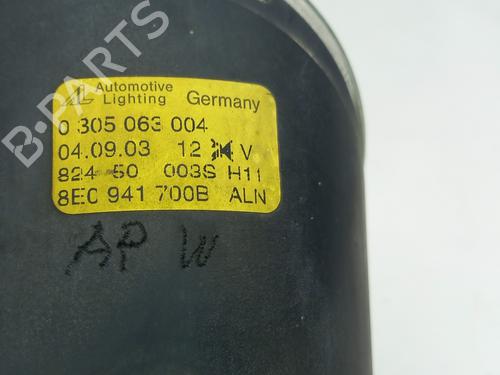 Automotive
Lighting Germany
0 305 063 004
04.09.03 12 V
824-50 003S H11
8E0 941 700B ALN
AP W
B-PARTS